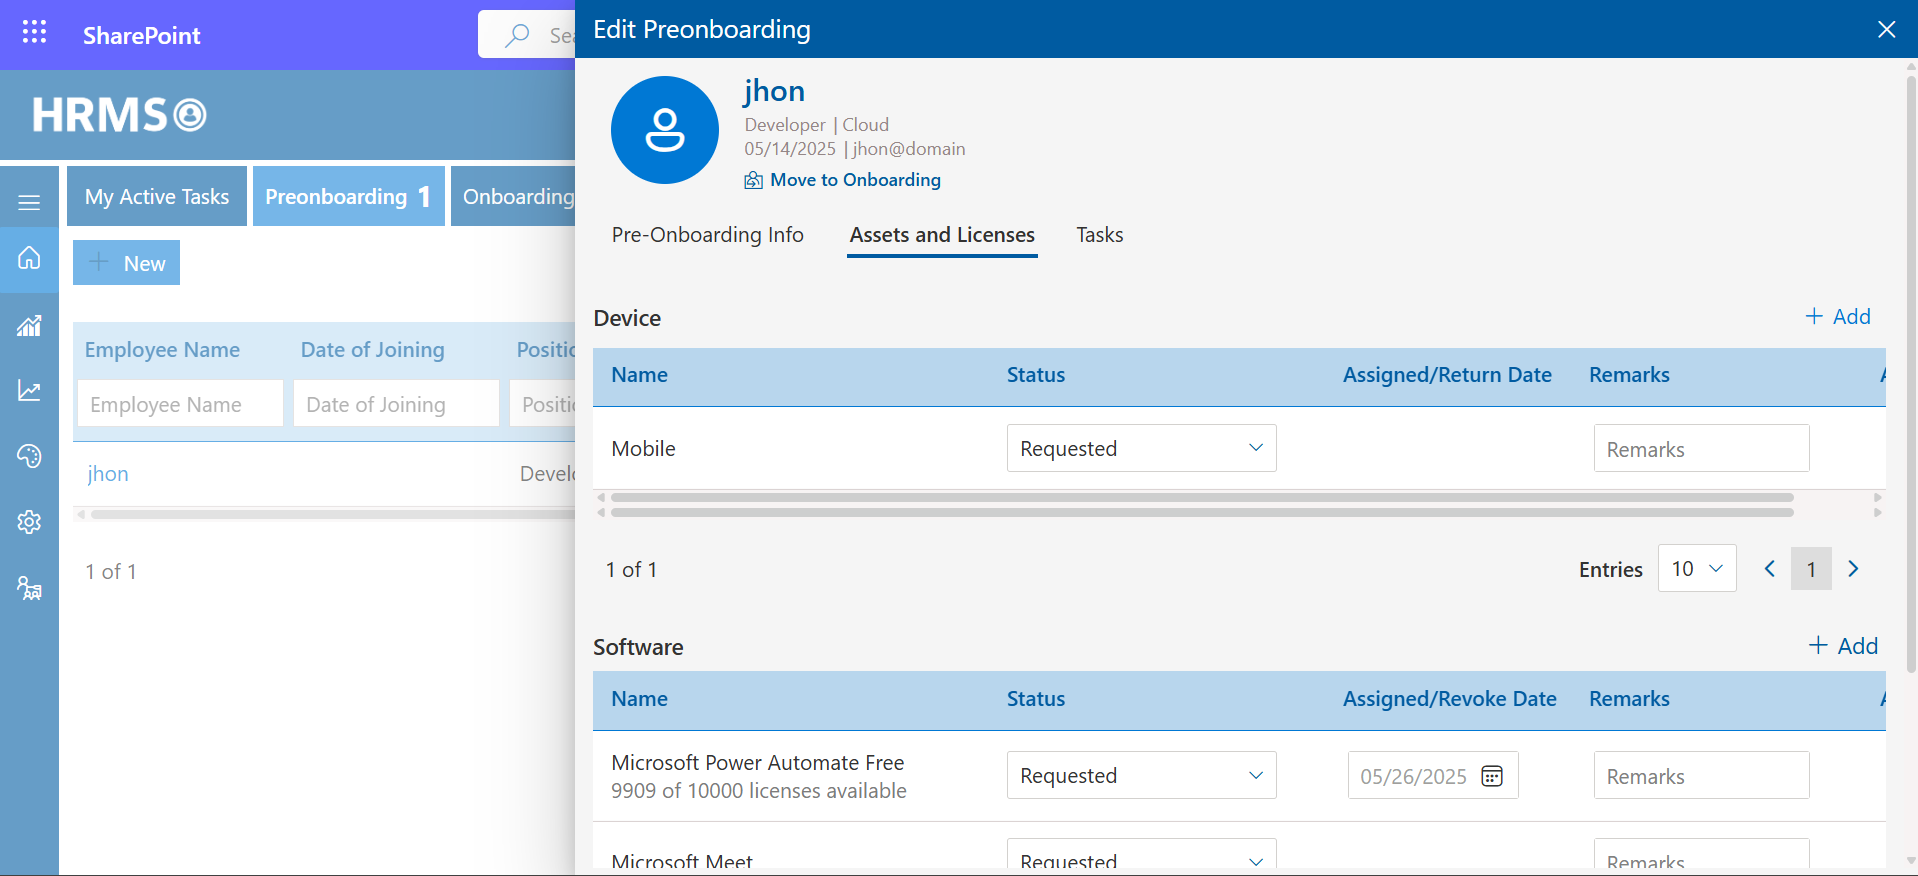 SharePoint
Sea
HRMS
My Active Tasks
Preonboarding 1
Onboarding
New
Employee Name
Date of Joining
Positio
Employee Name
Date of Joining
Positio
jhon
Develo
1 of 1
Edit Preonboarding
jhon
Developer | Cloud
05/14/2025 | jhon@domain
Move to Onboarding
Pre-Onboarding Info
Assets and Licenses
Tasks
Device
+ Add
Name
Status
Assigned/Return Date
Remarks
Mobile
Requested
Remarks
1 of 1
Entries
10
1
Software
+ Add
Name
Status
Assigned/Revoke Date
Remarks
Microsoft Power Automate Free
9909 of 10000 licenses available
Requested
05/26/2025
Remarks
Microsoft Meet
Requested
Remarks